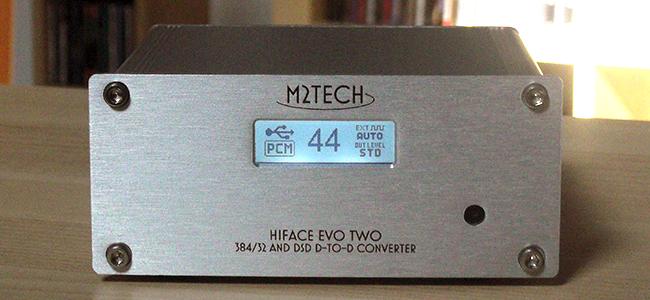 M2TECH
PCM
44
EXT
AUTO
OUT LEVEL
STD
HIFACE EVO TWO
384/32 AND DSD D-TO-D CONVERTER